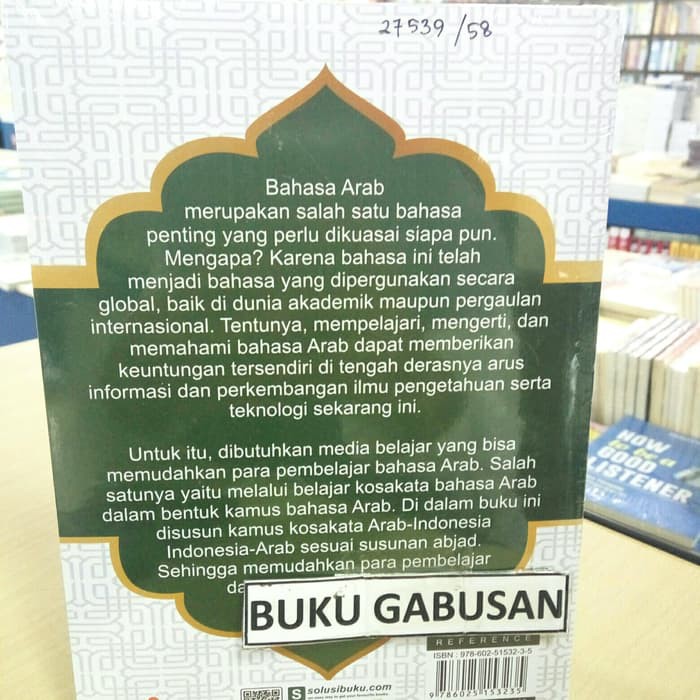 27539/58
Bahasa Arab
merupakan salah satu bahasa
penting yang perlu dikuasai siapa pun.
Mengapa? Karena bahasa ini telah
menjadi bahasa yang dipergunakan secara
global, baik di dunia akademik maupun pergaulan
internasional. Tentunya, mempelajari, mengerti, dan
memahami bahasa Arab dapat memberikan
keuntungan tersendiri di tengah derasnya arus
informasi dan perkembangan ilmu pengetahuan serta
teknologi sekarang ini.
Untuk itu, dibutuhkan media belajar yang bisa
memudahkan para pembelajar bahasa Arab. Salah
satunya yaitu melalui belajar kosakata bahasa Arab
dalam bentuk kamus bahasa Arab. Di dalam buku ini
disusun kamus kosakata Arab-Indonesia
Indonesia-Arab sesuai susunan abjad.
Sehingga memudahkan para pembelajar
BUKU GABUSAN
REFERENCE
ISBN : 978-602-51532-3-5
9 786025 153235
S solusibuku.com
HOW
to be a
GOOD
LISTENER